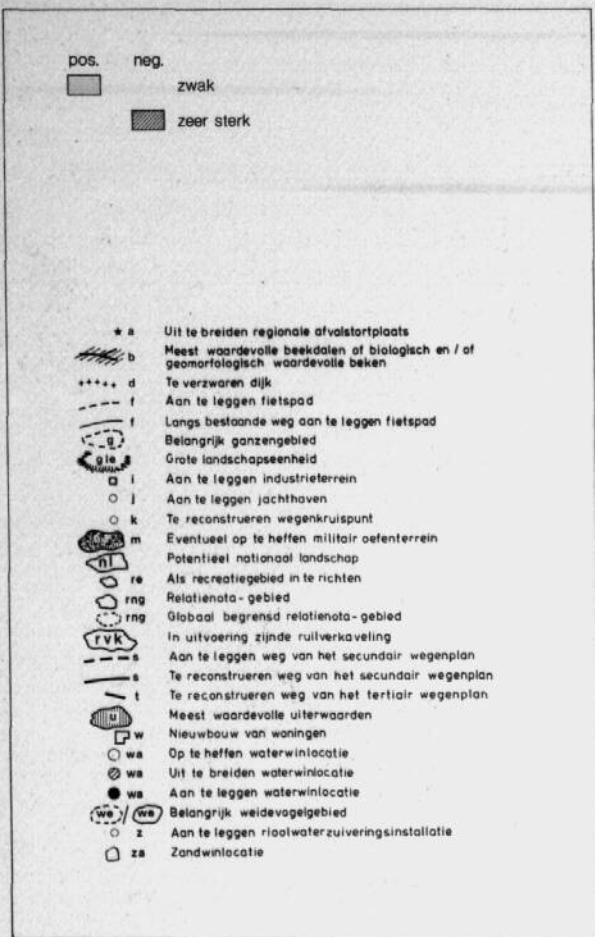 pos. neg.
zwak
zeer sterk
★ a Uit te breiden regionale afvalstortplaats
b Meest waardevolle beekdalen of biologisch en / of
geomorfologisch waardevolle beken
+++++ d Te verzwaren dijk
f Aan te leggen fietspad
f Langs bestaande weg aan te leggen fietspad
g Belangrijk ganzengebied
gle Grote landschapseenheid
i Aan te leggen industrieterrein
j Aan te leggen jachthaven
k Te reconstrueren wegenkruispunt
m Eventueel op te heffen militair oefenterrein
nl Potentieel nationaal landschap
re Als recreatiegebied in te richten
rng Relatienota-gebied
rng Globaal begrensd relatienota-gebied
rvk In uitvoering zijnde ruilverkaveling
s Aan te leggen weg van het secundair wegenplan
s Te reconstrueren weg van het secundair wegenplan
t Te reconstrueren weg van het tertiair wegenplan
u Meest waardevolle uiterwaarden
w Nieuwbouw van woningen
wa Op te heffen waterwinlocatie
wa Uit te breiden waterwinlocatie
wa Aan te leggen waterwinlocatie
we / we Belangrijk weidevogelgebied
z Aan te leggen rioolwaterzuiveringsinstallatie
za Zandwinlocatie